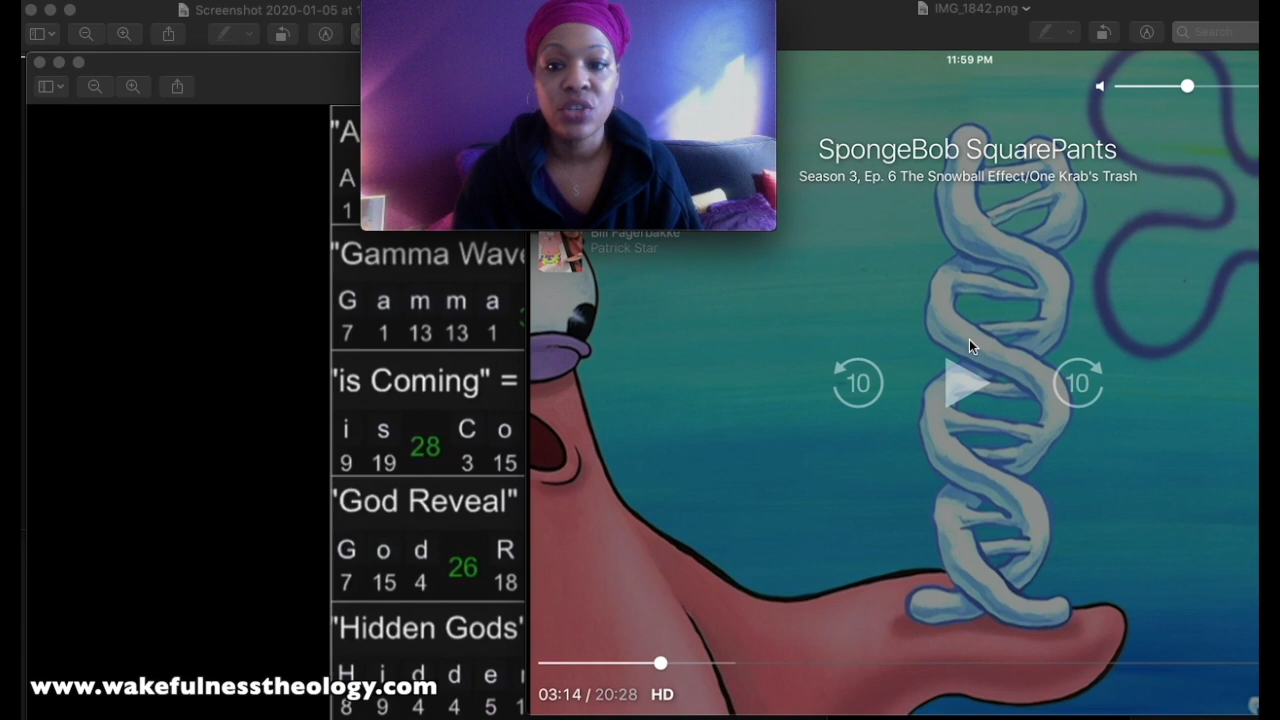 Screenshot 2020-01-05 at 1
IMG_1842.png
Search
11:59 PM
SpongeBob SquarePants
Season 3, Ep. 6 The Snowball Effect/One Krab's Trash
Bill Fagerbakke
Patrick Star
"A
A
1
"Gamma Wave
G a m m a
7 1 13 13 1
"is Coming" =
i s 28 C o
9 19 3 15
"God Reveal"
G o d 26 R
7 15 4 18
"Hidden Gods"
H i d d e
8 9 4 4 5 1
10
10
03:14 / 20:28 HD
www.wakefulnesstheology.com